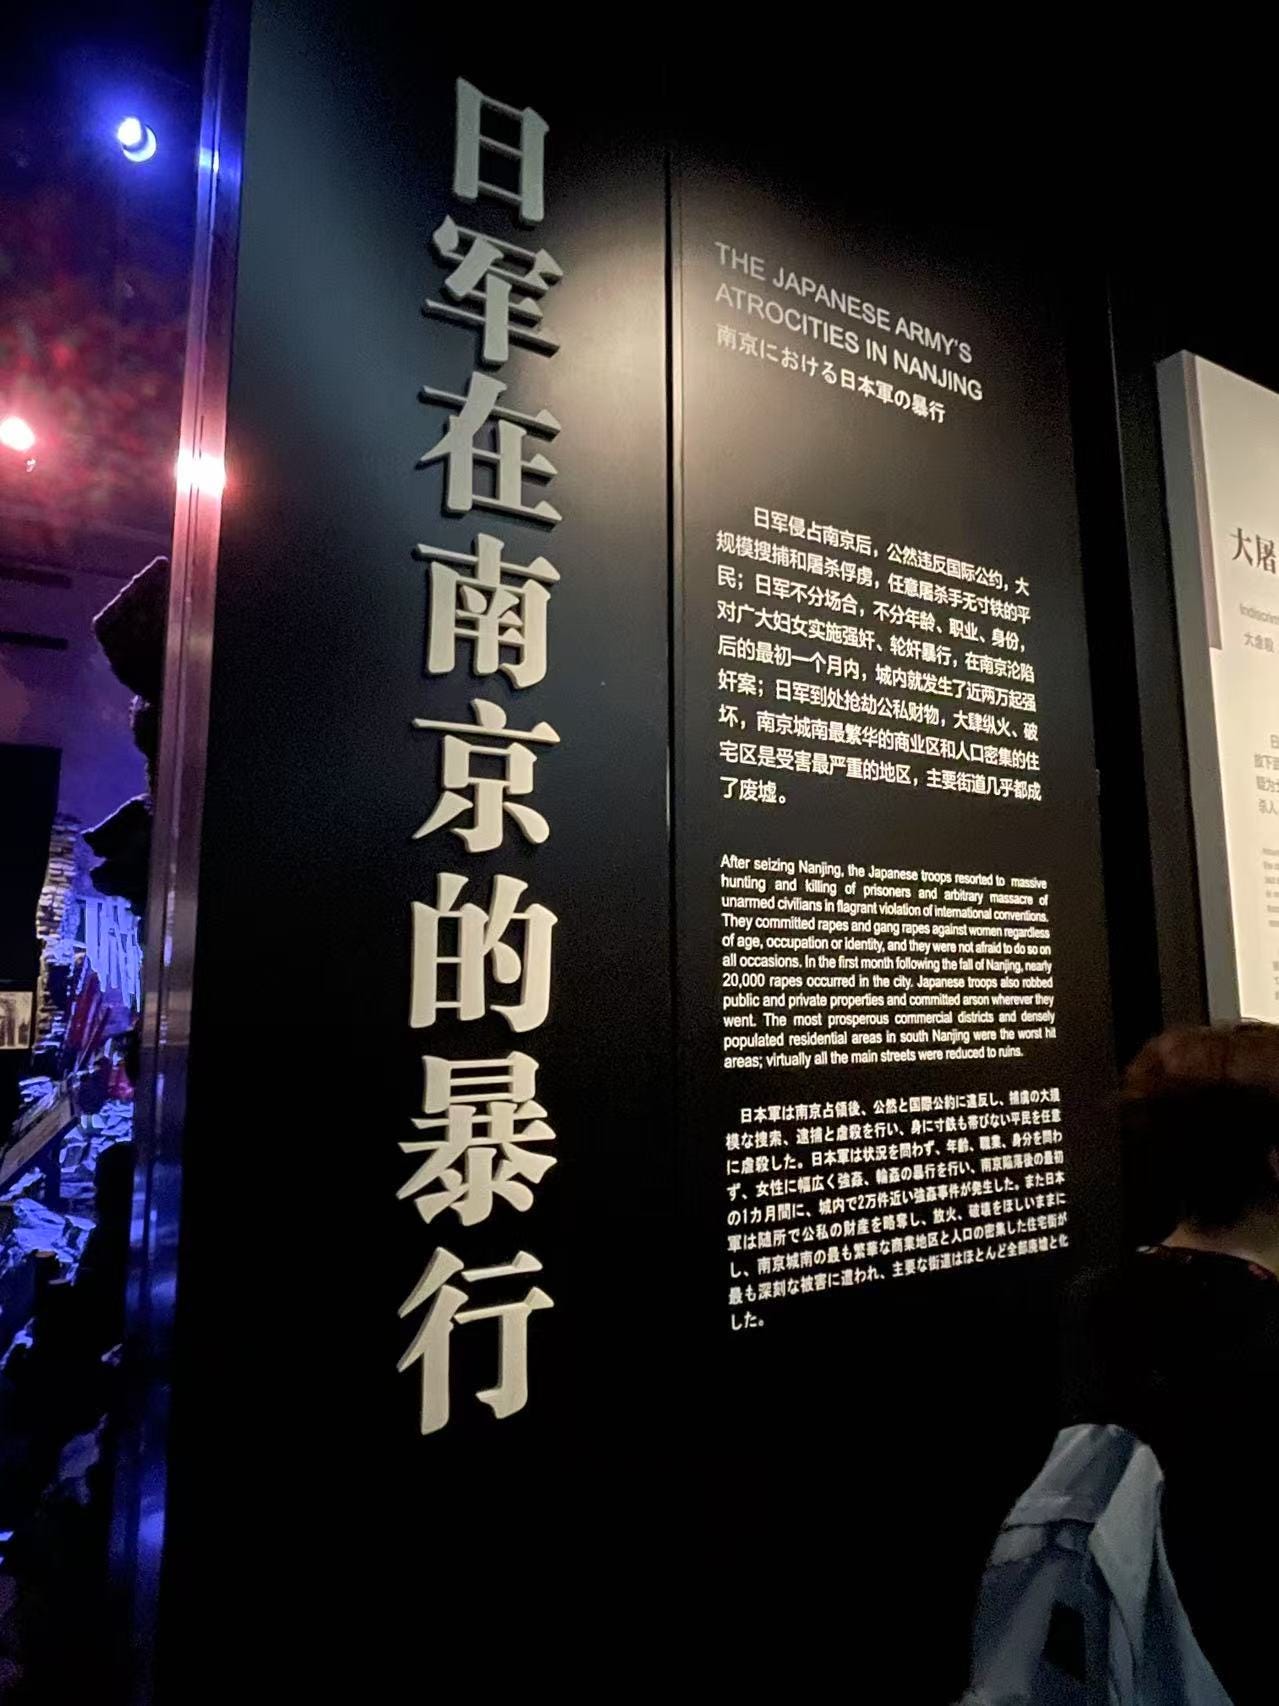 日军在南京的暴行
THE JAPANESE ARMY'S
ATROCITIES IN NANJING
南京における日本軍の暴行
日军侵占南京后，公然违反国际公约，大
规模搜捕和屠杀俘虏，任意屠杀手无寸铁的平
民；日军不分场合，不分年龄、职业、身份，
对广大妇女实施强奸、轮奸暴行，在南京沦陷
后的最初一个月内，城内就发生了近两万起强
奸案；日军到处抢劫公私财物，大肆纵火、破
坏，南京城南最繁华的商业区和人口密集的住
宅区是受害最严重的地区，主要街道几乎都成
了废墟。
After seizing Nanjing, the Japanese troops resorted to massive
hunting and killing of prisoners and arbitrary massacre of
unarmed civilians in flagrant violation of international conventions.
They committed rapes and gang rapes against women regardless
of age, occupation or identity, and they were not afraid to do so on
all occasions. In the first month following the fall of Nanjing, nearly
20,000 rapes occurred in the city. Japanese troops also robbed
public and private properties and committed arson wherever they
went. The most prosperous commercial districts and densely
populated residential areas in south Nanjing were the worst hit
areas; virtually all the main streets were reduced to ruins.
日本軍は南京占領後、公然と国際公約に違反し、捕虜の大規
模な捜索、逮捕と虐殺を行い、身に寸鉄も帯びない平民を任意
に虐殺した。日本軍は状況を問わず、年齢、職業、身分を問わ
ず、女性に幅広く強姦、輪姦の暴行を行い、南京陥落後の最初
の1カ月間に、城内で2万件近い強姦事件が発生した。また日本
軍は随所で公私の財産を略奪し、放火、破壊をほしいままに
し、南京城南の最も繁華な商業地区と人口の密集した住宅街が
最も深刻な被害に遭われ、主要な街道はほとんど全部廃墟と化
した。
大屠
大虐殺